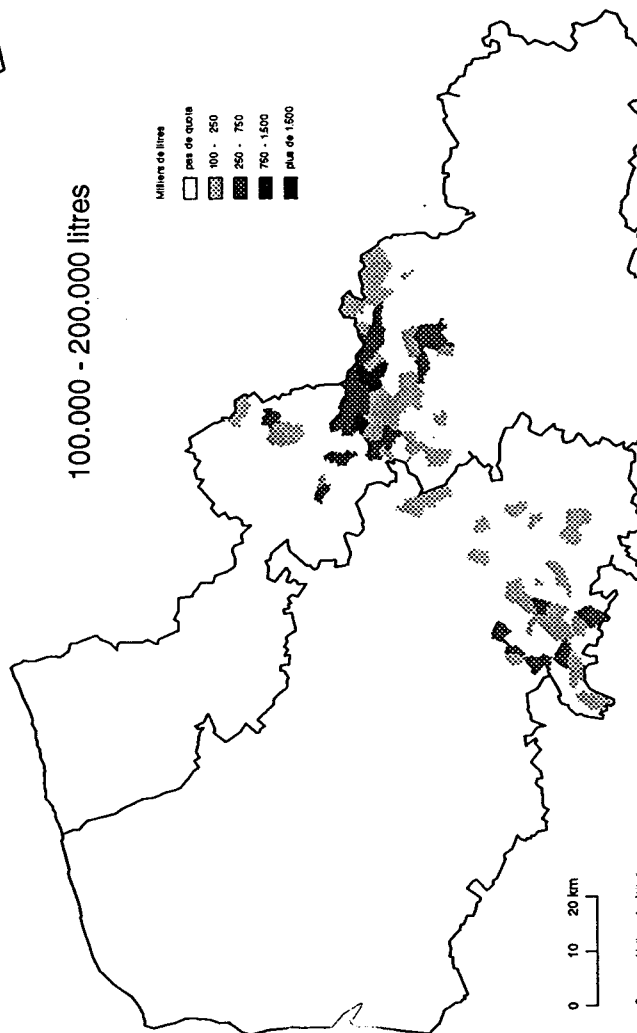 100.000 - 200.000 litres
Milliers de litres
pas de quota
100 - 250
250 - 750
750 - 1.500
plus de 1.500
0 10 20 km